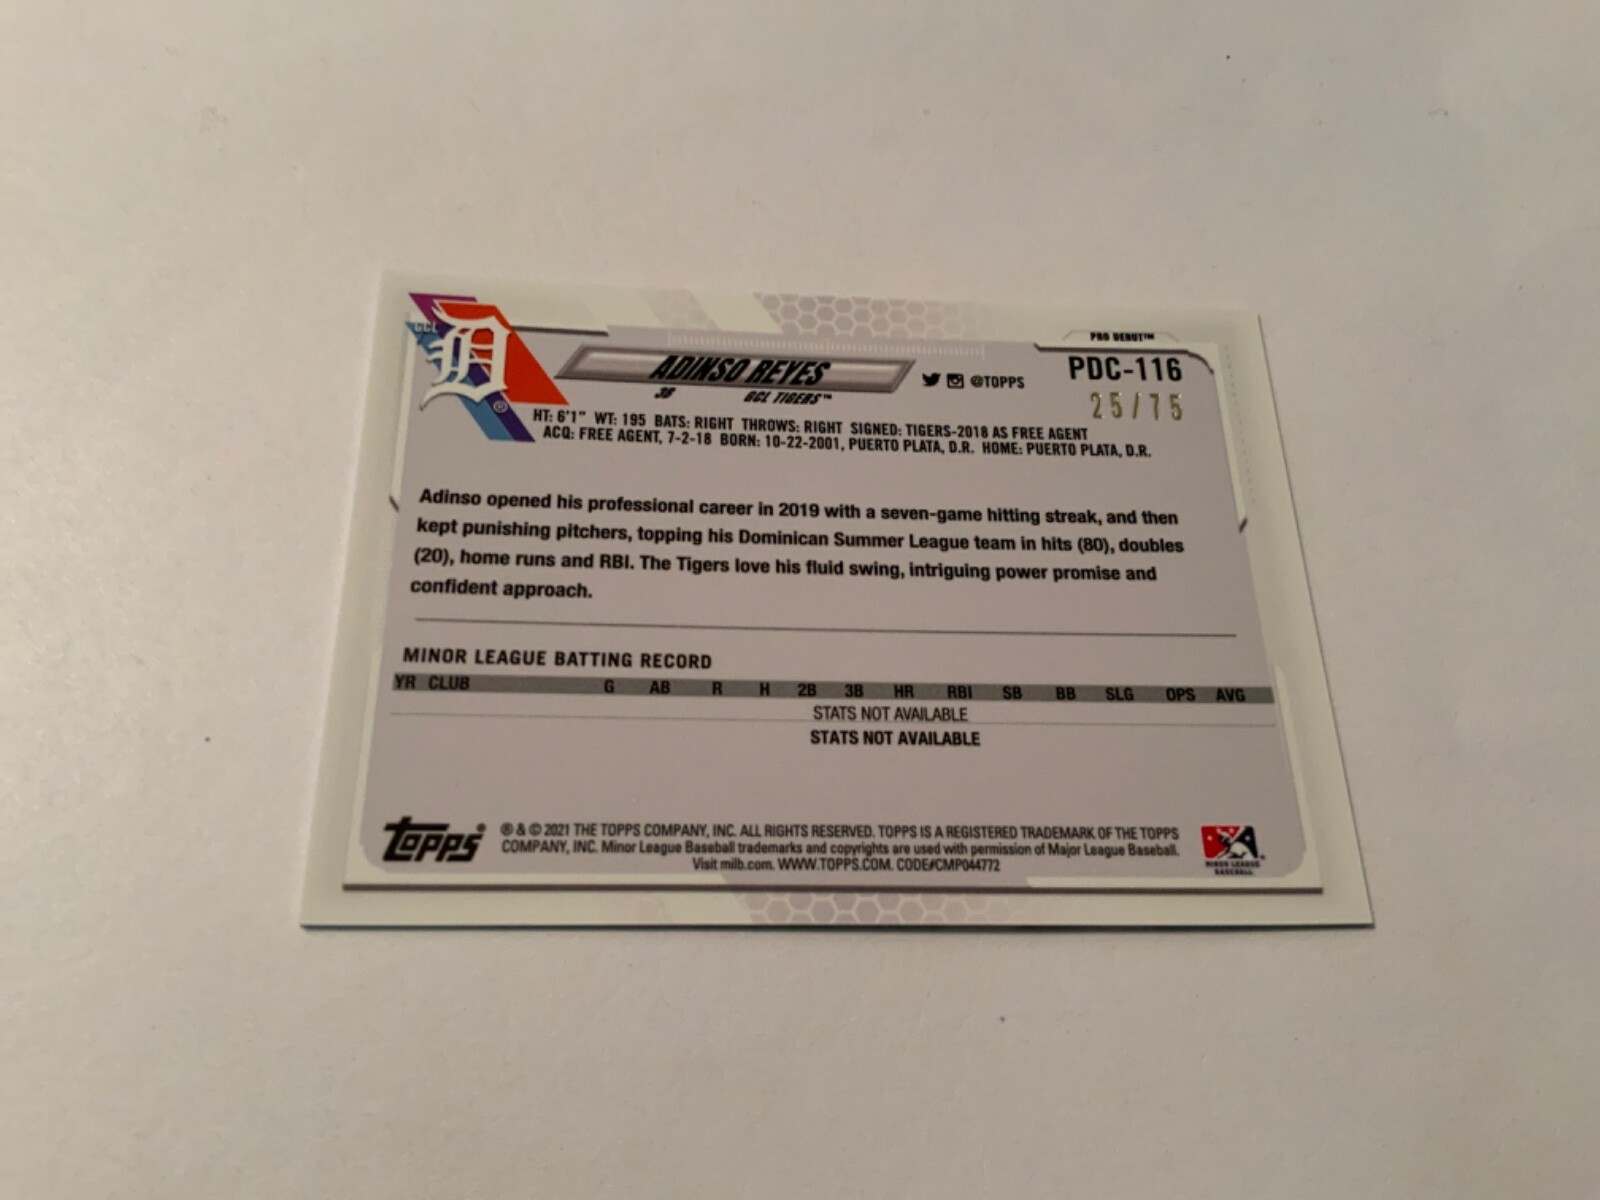 GCL
D®
PRO DEBUT™
ADINSO REYES
@TOPPS
PDC-116
3B GCL TIGERS™
25/75
HT: 6'1" WT: 195 BATS: RIGHT THROWS: RIGHT SIGNED: TIGERS-2018 AS FREE AGENT
ACQ: FREE AGENT, 7-2-18 BORN: 10-22-2001, PUERTO PLATA, D.R. HOME: PUERTO PLATA, D.R.
Adinso opened his professional career in 2019 with a seven-game hitting streak, and then
kept punishing pitchers, topping his Dominican Summer League team in hits (80), doubles
(20), home runs and RBI. The Tigers love his fluid swing, intriguing power promise and
confident approach.
MINOR LEAGUE BATTING RECORD
YR CLUB G AB R H 2B 3B HR RBI SB BB SLG OPS AVG
STATS NOT AVAILABLE
STATS NOT AVAILABLE
topps®
® & © 2021 THE TOPPS COMPANY, INC. ALL RIGHTS RESERVED. TOPPS IS A REGISTERED TRADEMARK OF THE TOPPS
COMPANY, INC. Minor League Baseball trademarks and copyrights are used with permission of Major League Baseball.
Visit milb.com. WWW.TOPPS.COM. CODE#CMP044772
MINOR LEAGUE
BASEBALL